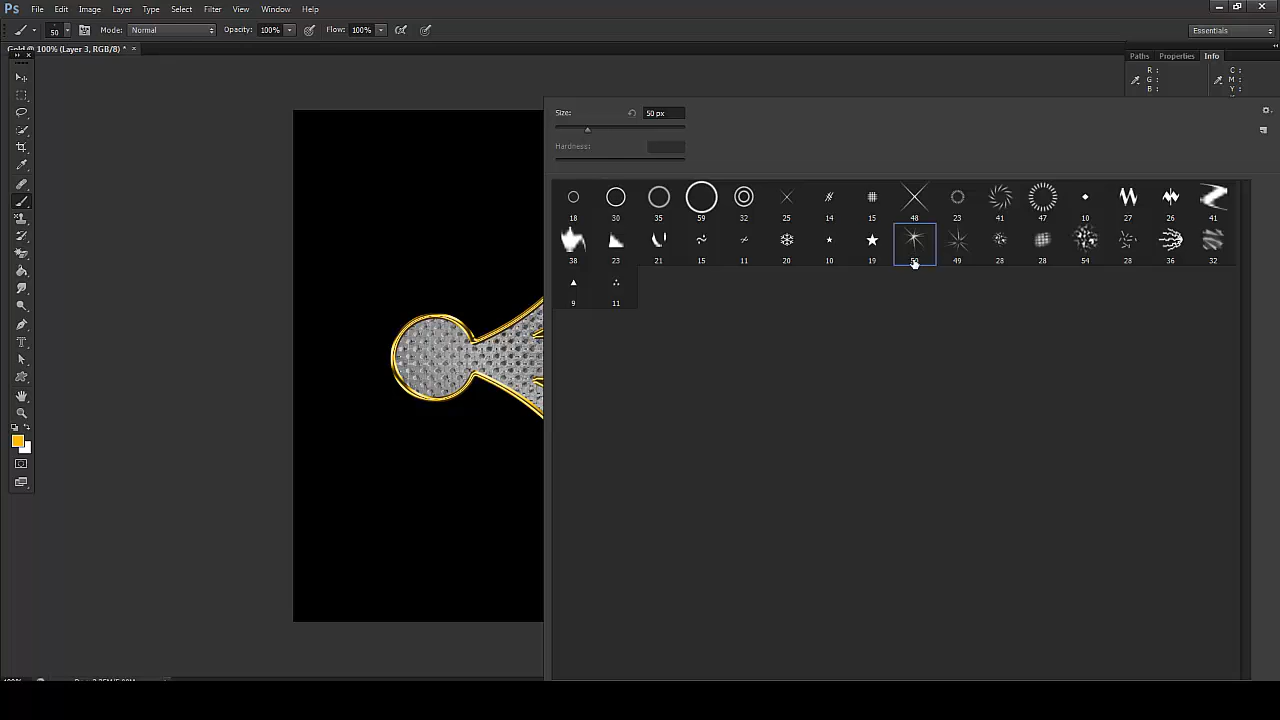 Ps File Edit Image Layer Type Select Filter View Window Help
50 Mode: Normal Opacity: 100% Flow: 100% Essentials
Gold @ 100% (Layer 3, RGB/8) * ×
Paths Properties Info
R : C :
G : M :
B : Y :
Size: 50 px
Hardness:
18 30 35 59 32 25 14 15 48 23 41 47 10 27 26 41
38 23 21 15 11 20 10 19 50 49 28 28 54 28 36 32
9 11